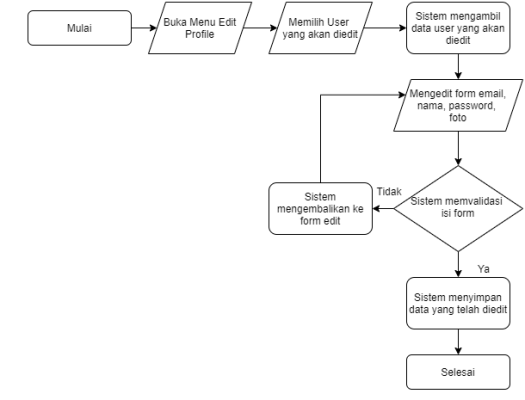 Mulai
Buka Menu Edit
Profile
Memilih User
yang akan diedit
Sistem mengambil
data user yang akan
diedit
Mengedit form email,
nama, password,
foto
Sistem memvalidasi
isi form
Tidak
Sistem
mengembalikan ke
form edit
Ya
Sistem menyimpan
data yang telah diedit
Selesai